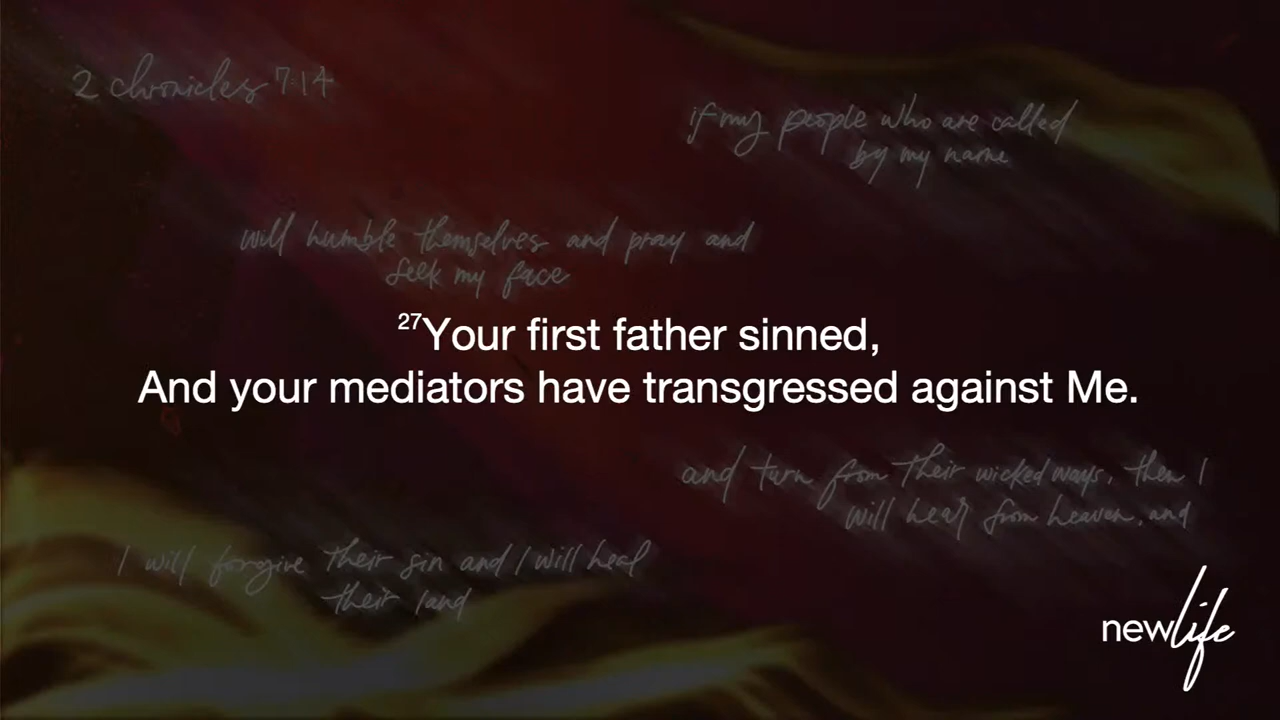 2 chronicles 7:14
if my people who are called
by my name
will humble themselves and pray and
seek my face
27Your first father sinned,
And your mediators have transgressed against Me.
and turn from their wicked ways, then I
will hear from heaven, and
I will forgive their sin and I will heal
their land
newlife